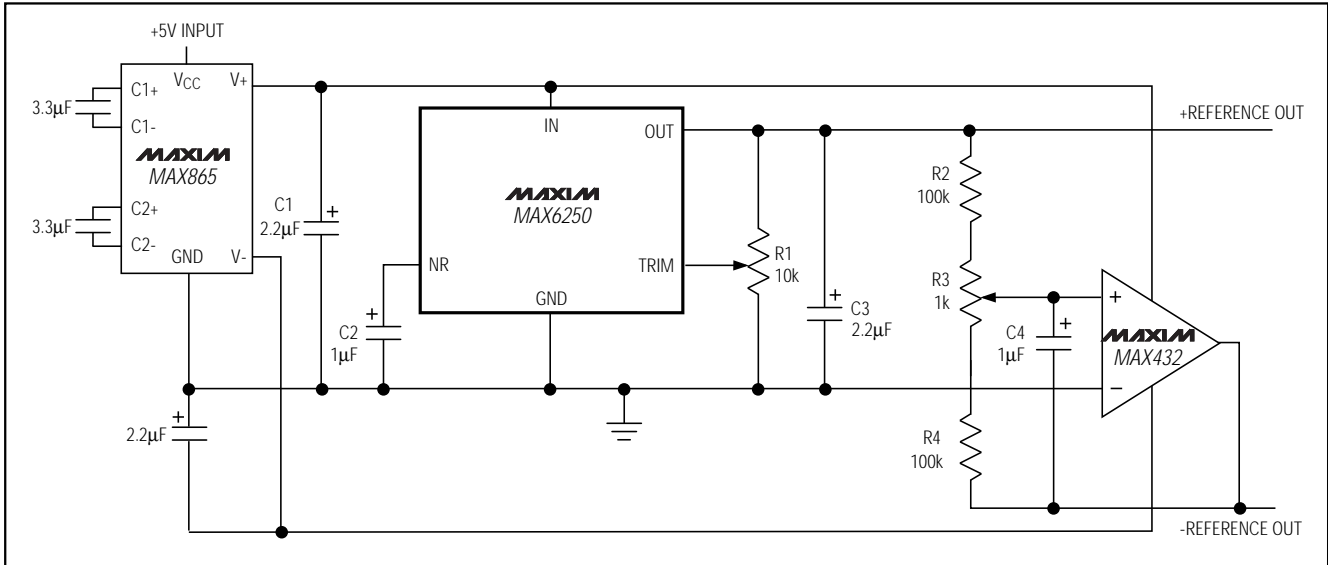 +5V INPUT
VCC
V+
C1+
3.3μF
C1-
MAXIM
MAX865
C2+
3.3μF
C2-
GND
V-
C1
2.2μF
+
IN
OUT
MAXIM
MAX6250
NR
TRIM
GND
+
C2
1μF
R1
10k
+
C3
2.2μF
+REFERENCE OUT
R2
100k
R3
1k
+
C4
1μF
+
MAXIM
MAX432
−
R4
100k
+
2.2μF
-REFERENCE OUT